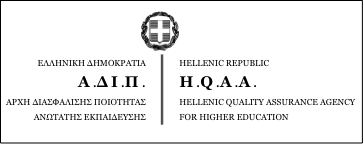 ΕΛΛΗΝΙΚΗ ΔΗΜΟΚΡΑΤΙΑ
Α.ΔΙ.Π.
ΑΡΧΗ ΔΙΑΣΦΑΛΙΣΗΣ ΠΟΙΟΤΗΤΑΣ
ΑΝΩΤΑΤΗΣ ΕΚΠΑΙΔΕΥΣΗΣ
HELLENIC REPUBLIC
H.Q.A.A.
HELLENIC QUALITY ASSURANCE AGENCY
FOR HIGHER EDUCATION